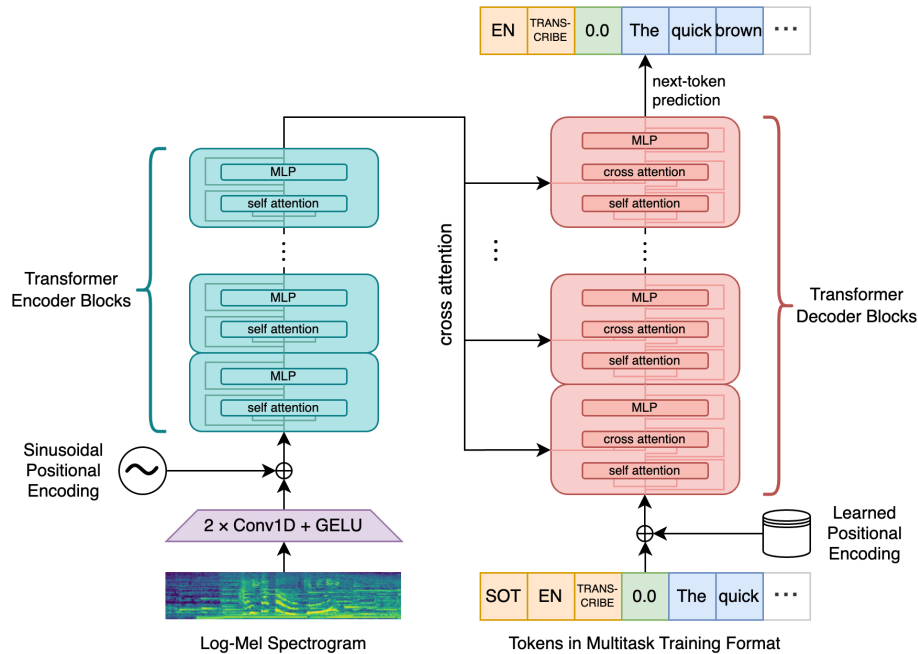 EN
TRANS-
CRIBE
0.0
The
quick
brown
...
next-token
prediction
MLP
self attention
MLP
self attention
MLP
self attention
Transformer
Encoder Blocks
cross attention
MLP
cross attention
self attention
MLP
cross attention
self attention
MLP
cross attention
self attention
Transformer
Decoder Blocks
Sinusoidal
Positional
Encoding
2 × Conv1D + GELU
Learned
Positional
Encoding
SOT
EN
TRANS-
CRIBE
0.0
The
quick
...
Log-Mel Spectrogram
Tokens in Multitask Training Format